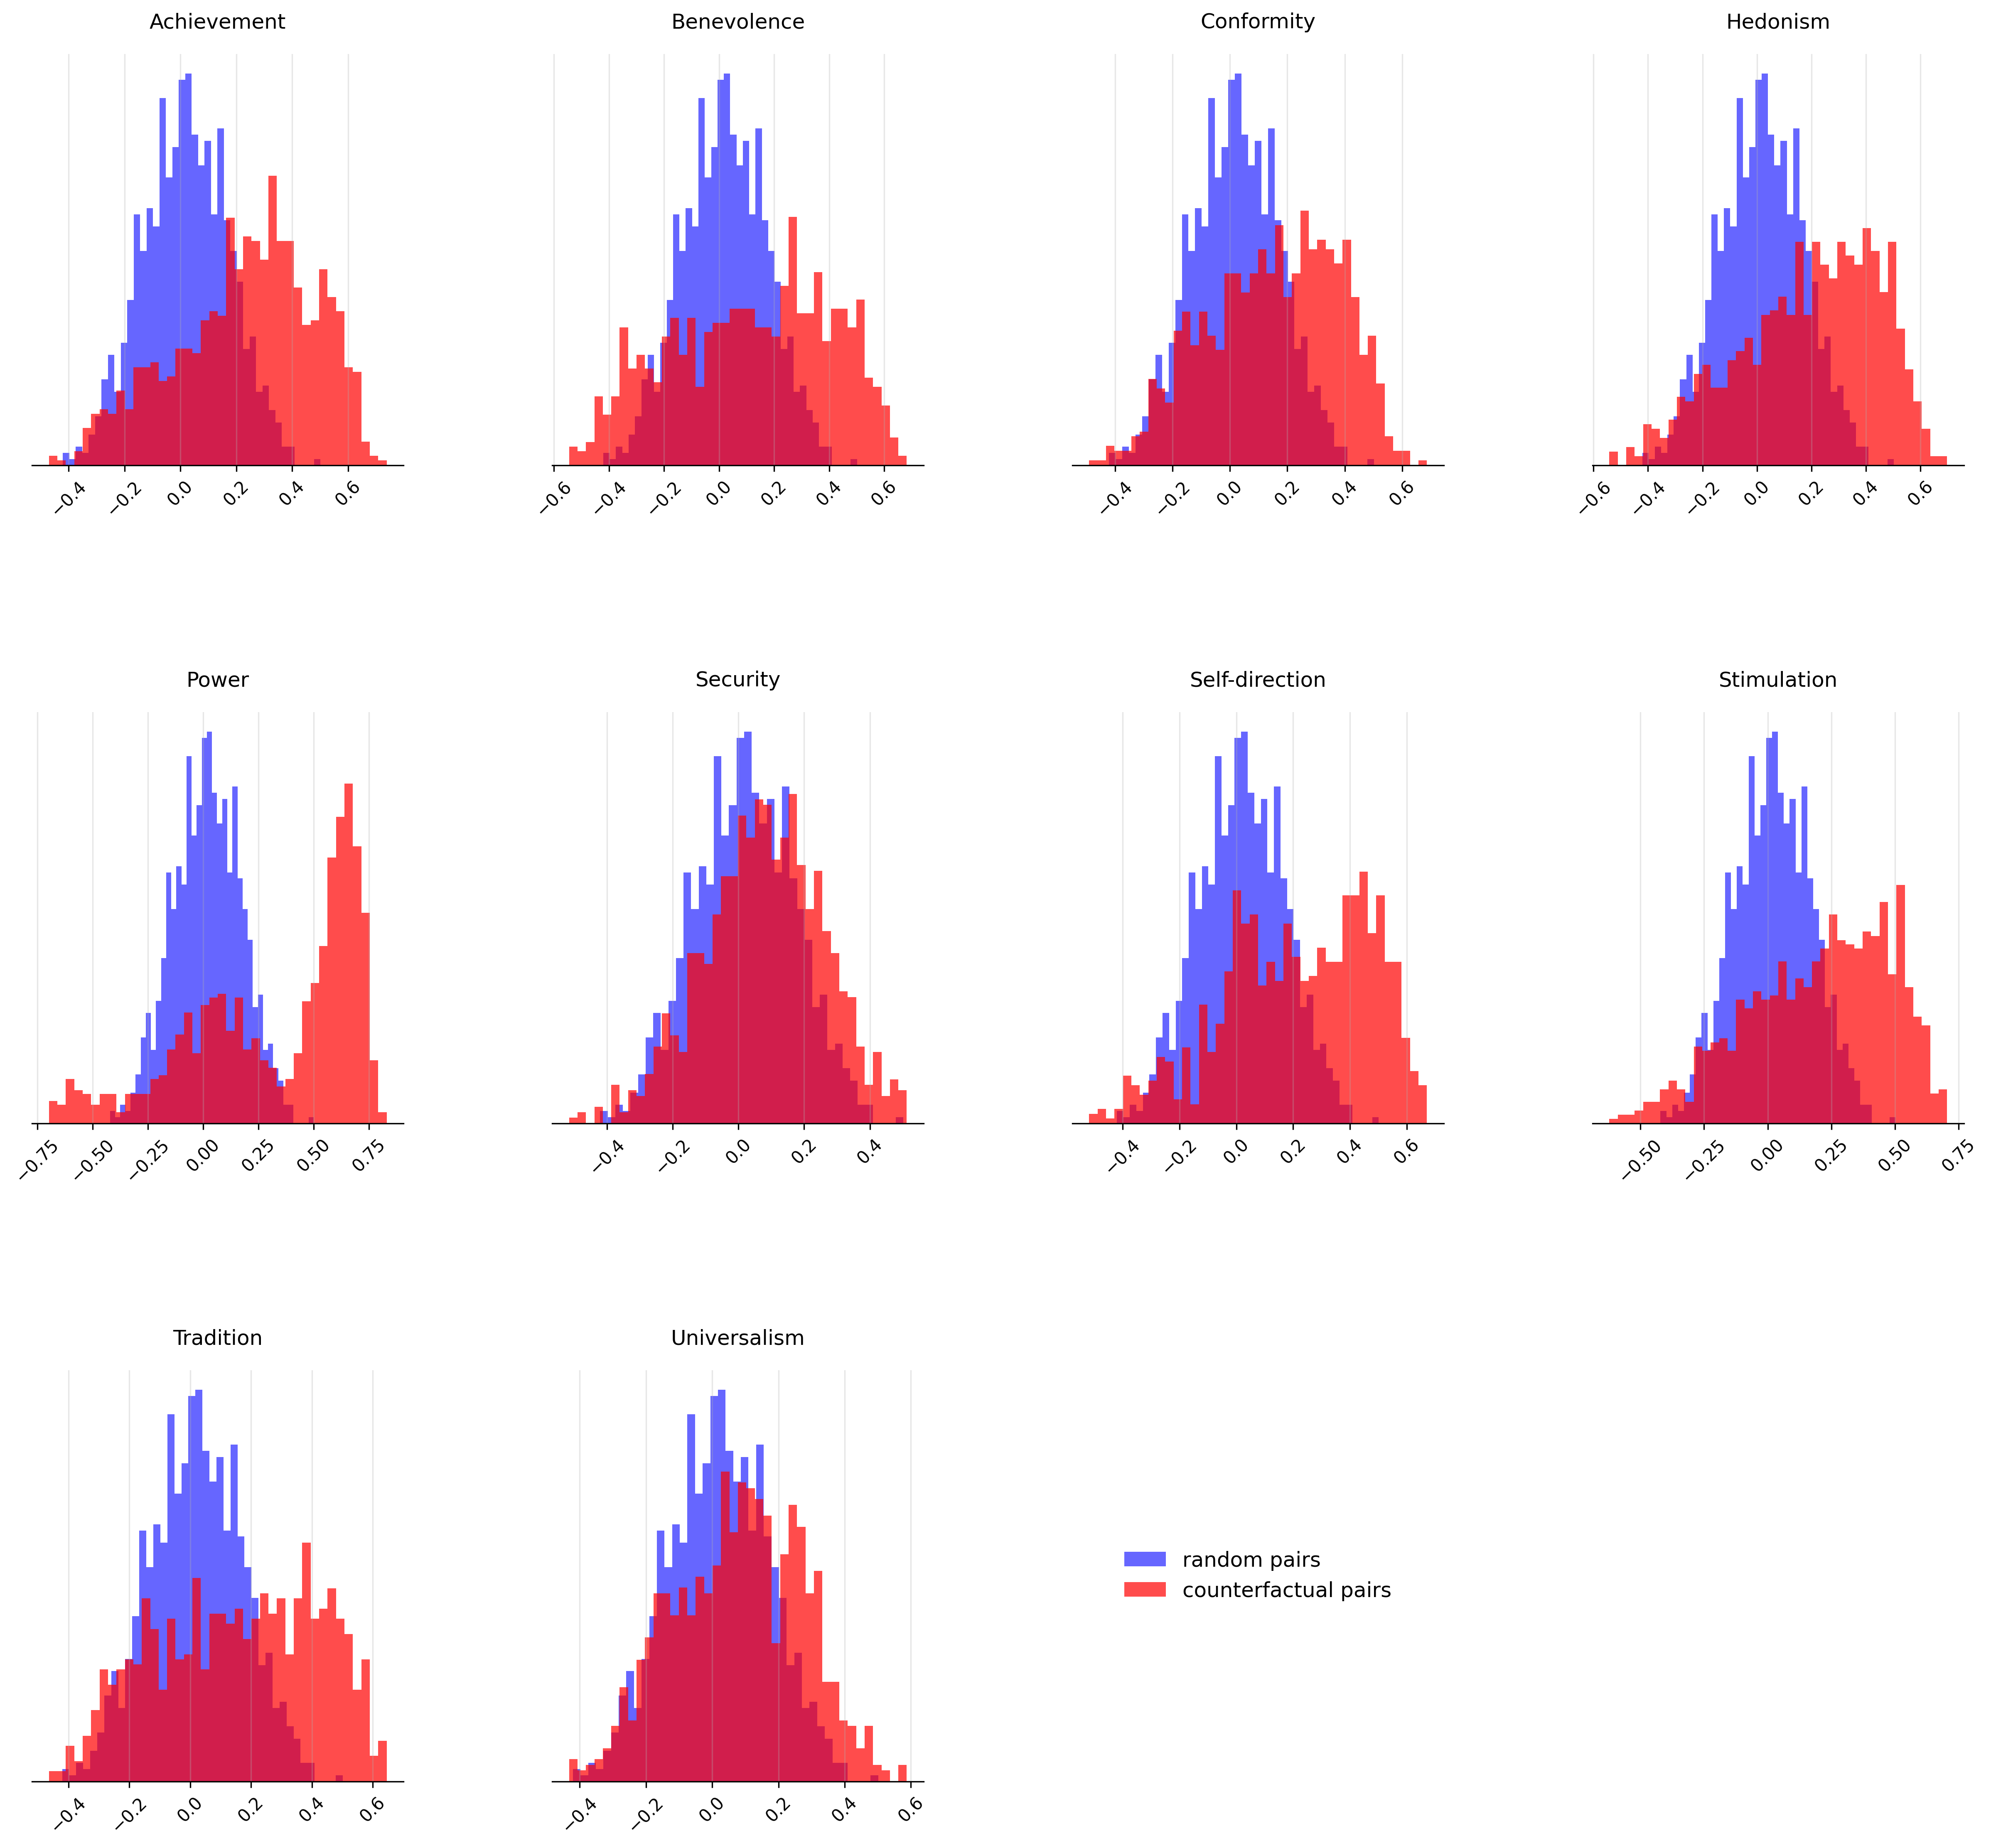 Achievement Benevolence Conformity Hedonism
−0.4 −0.2 0.0 0.2 0.4 0.6 −0.6 −0.4 −0.2 0.0 0.2 0.4 0.6 −0.4 −0.2 0.0 0.2 0.4 0.6 −0.6 −0.4 −0.2 0.0 0.2 0.4 0.6
Power Security Self-direction Stimulation
−0.75 −0.50 −0.25 0.00 0.25 0.50 0.75 −0.4 −0.2 0.0 0.2 0.4 −0.4 −0.2 0.0 0.2 0.4 0.6 −0.50 −0.25 0.00 0.25 0.50 0.75
Tradition Universalism
random pairs
counterfactual pairs
−0.4 −0.2 0.0 0.2 0.4 0.6 −0.4 −0.2 0.0 0.2 0.4 0.6